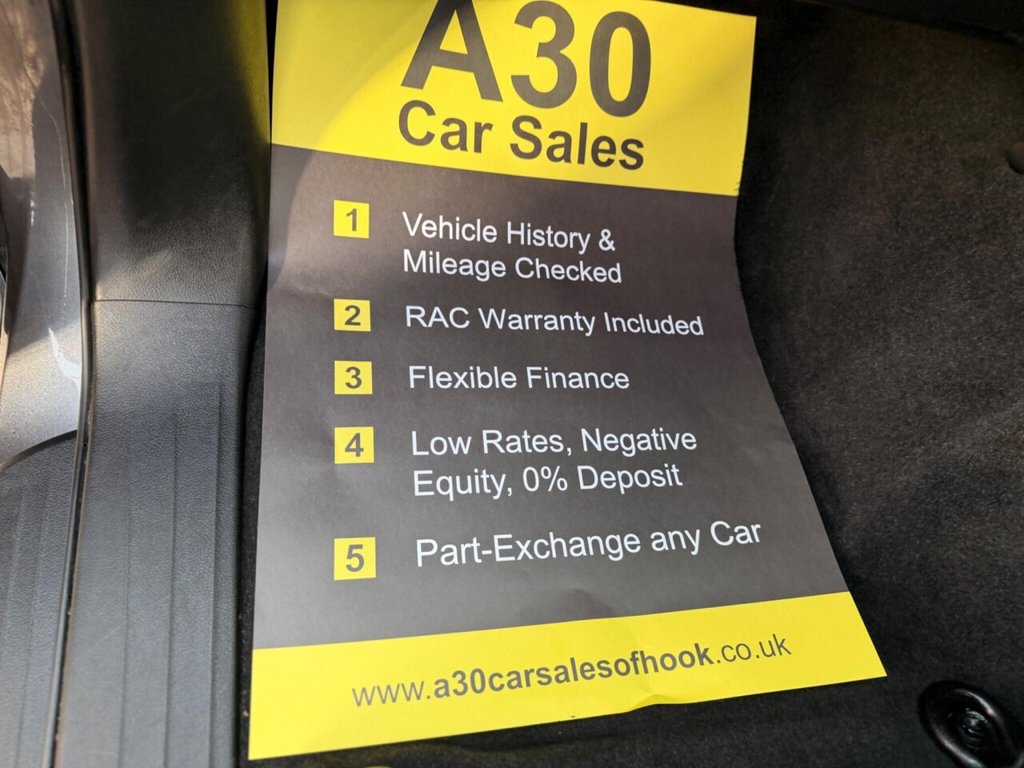 A30
Car Sales
1 Vehicle History &
Mileage Checked
2 RAC Warranty Included
3 Flexible Finance
4 Low Rates, Negative
Equity, 0% Deposit
5 Part-Exchange any Car
www.a30carsalesofhook.co.uk